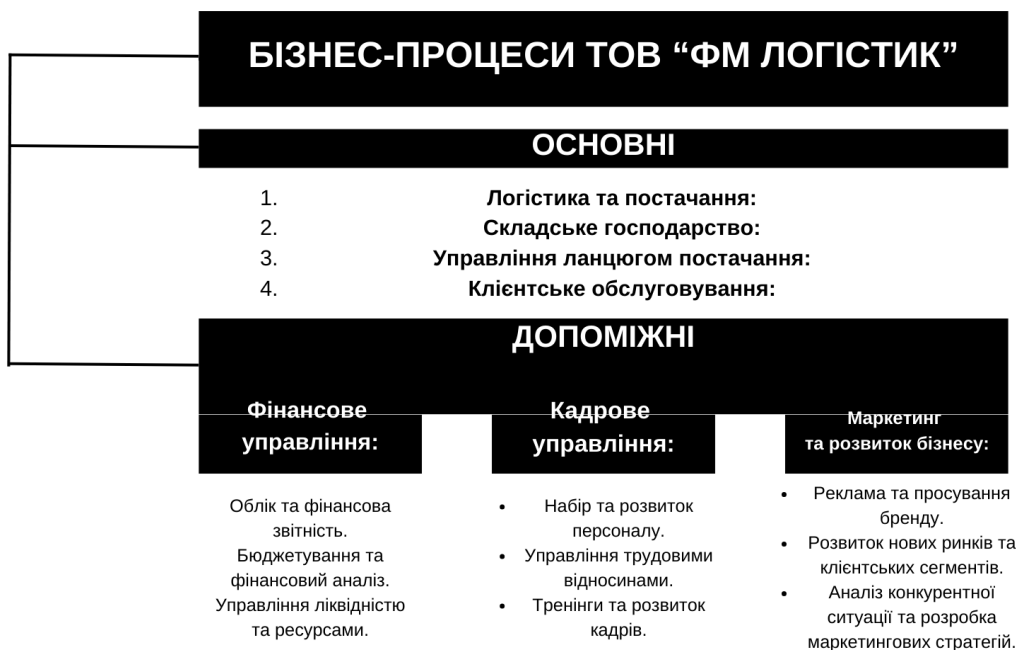 БІЗНЕС-ПРОЦЕСИ ТОВ “ФМ ЛОГІСТИК”
ОСНОВНІ
1. Логістика та постачання:
2. Складське господарство:
3. Управління ланцюгом постачання:
4. Клієнтське обслуговування:
ДОПОМІЖНІ
Фінансове
управління:
Облік та фінансова
звітність.
Бюджетування та
фінансовий аналіз.
Управління ліквідністю
та ресурсами.
Кадрове
управління:
• Набір та розвиток
персоналу.
• Управління трудовими
відносинами.
• Тренінги та розвиток
кадрів.
Маркетинг
та розвиток бізнесу:
• Реклама та просування
бренду.
• Розвиток нових ринків та
клієнтських сегментів.
• Аналіз конкурентної
ситуації та розробка
маркетингових стратегій.